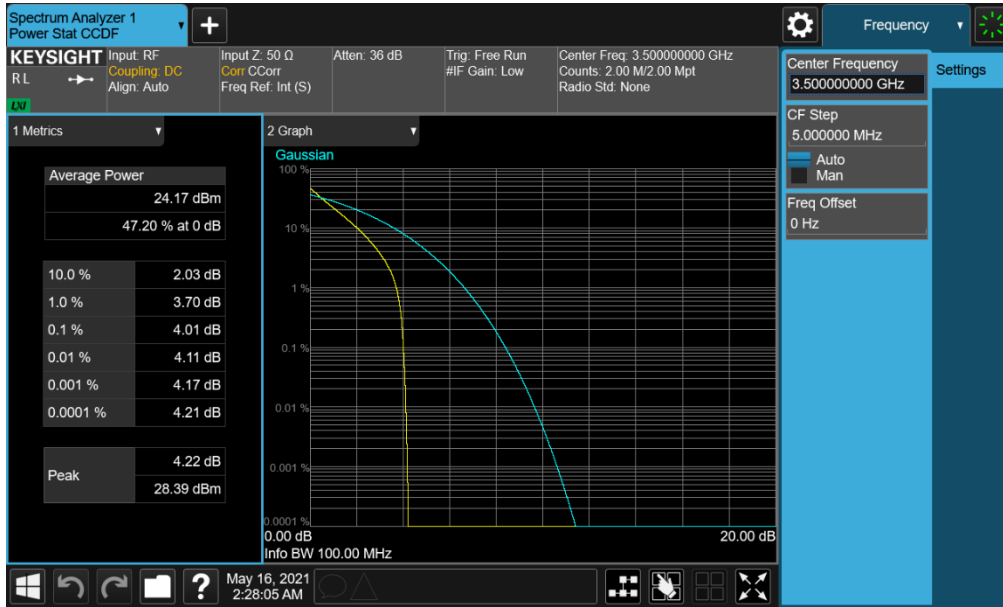 Spectrum Analyzer 1
Power Stat CCDF
+
Frequency
KEYSIGHT
RL
LXI
Input: RF
Coupling: DC
Align: Auto
Input Z: 50 Ω
Corr CCorr
Freq Ref: Int (S)
Atten: 36 dB
Trig: Free Run
#IF Gain: Low
Center Freq: 3.500000000 GHz
Counts: 2.00 M/2.00 Mpt
Radio Std: None
Center Frequency
3.500000000 GHz
Settings
CF Step
5.000000 MHz
Auto
Man
Freq Offset
0 Hz
1 Metrics
Average Power
24.17 dBm
47.20 % at 0 dB
10.0 % 2.03 dB
1.0 % 3.70 dB
0.1 % 4.01 dB
0.01 % 4.11 dB
0.001 % 4.17 dB
0.0001 % 4.21 dB
Peak
4.22 dB
28.39 dBm
2 Graph
Gaussian
100 %
10 %
1 %
0.1 %
0.01 %
0.001 %
0.0001 %
0.00 dB 20.00 dB
Info BW 100.00 MHz
?
May 16, 2021
2:28:05 AM